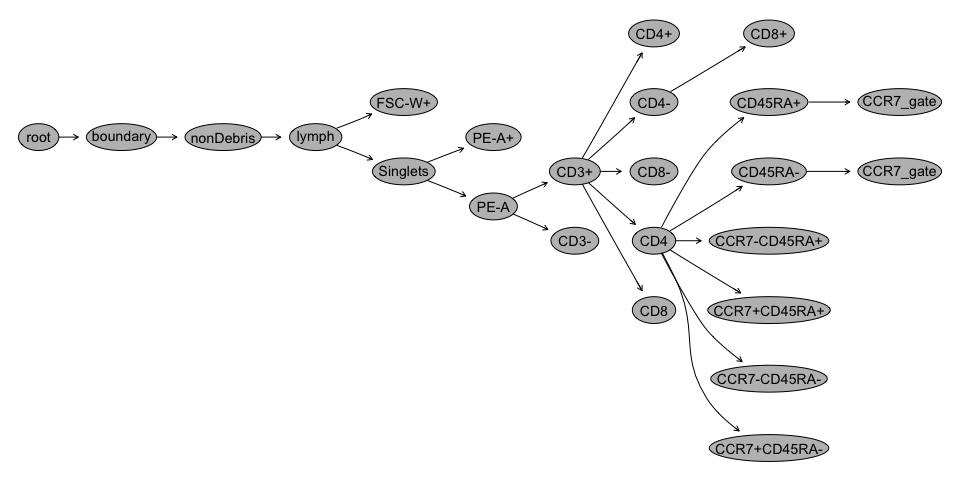 CD4+
CD8+
FSC-W+
CD4-
CD45RA+
CCR7_gate
root
boundary
nonDebris
lymph
PE-A+
Singlets
CD3+
CD8-
CD45RA-
CCR7_gate
PE-A
CD3-
CD4
CCR7-CD45RA+
CD8
CCR7+CD45RA+
CCR7-CD45RA-
CCR7+CD45RA-